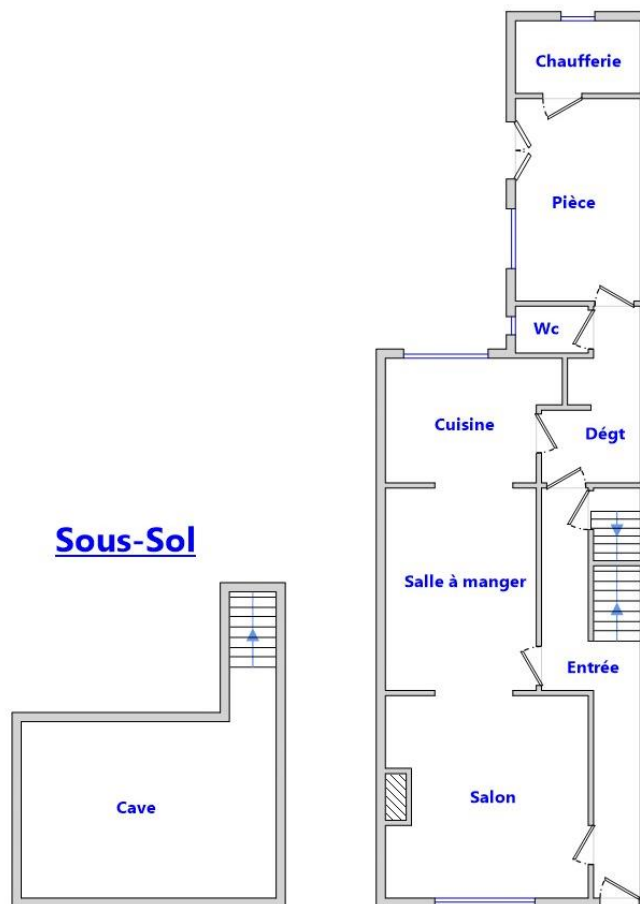 Chaufferie
Pièce
Wc
Cuisine
Dégt
Sous-Sol
Salle à manger
Entrée
Cave
Salon